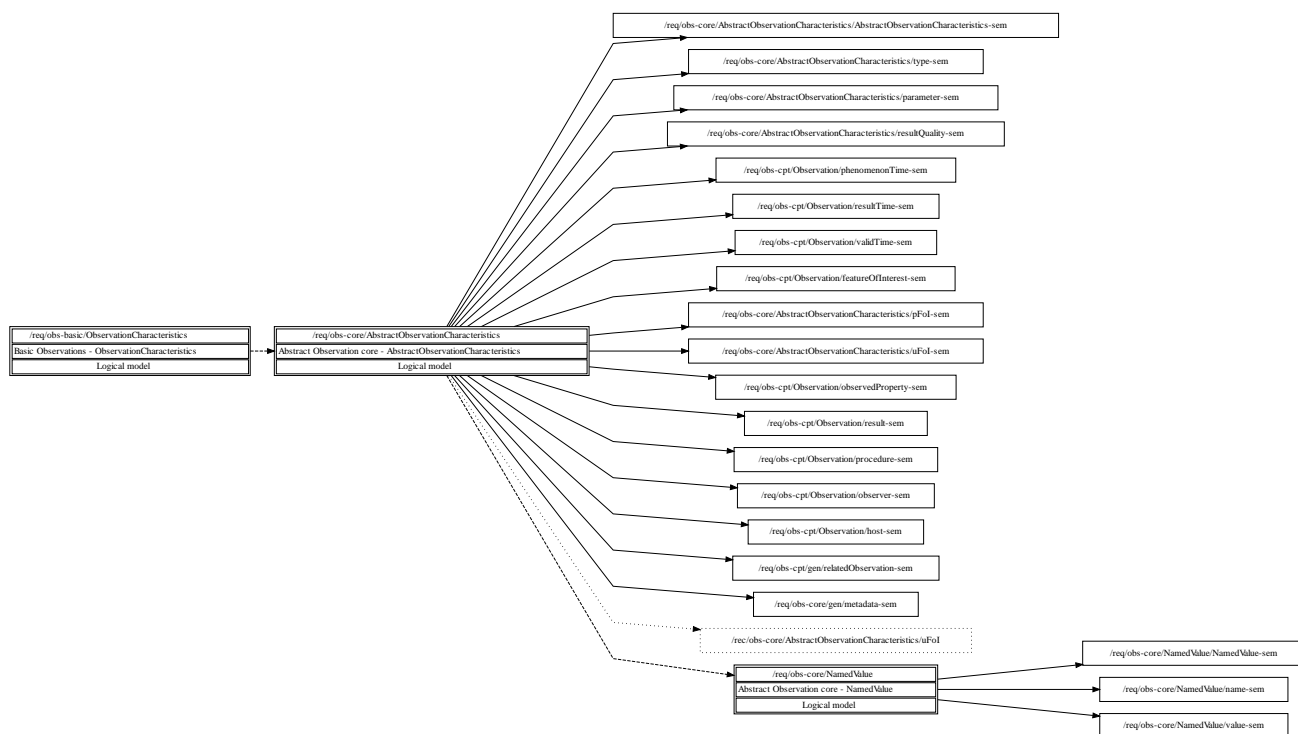 /req/obs-core/AbstractObservationCharacteristics/AbstractObservationCharacteristics-sem
/req/obs-core/AbstractObservationCharacteristics/type-sem
/req/obs-core/AbstractObservationCharacteristics/parameter-sem
/req/obs-core/AbstractObservationCharacteristics/resultQuality-sem
/req/obs-cpt/Observation/phenomenonTime-sem
/req/obs-cpt/Observation/resultTime-sem
/req/obs-cpt/Observation/validTime-sem
/req/obs-cpt/Observation/featureOfInterest-sem
/req/obs-core/AbstractObservationCharacteristics/pFoI-sem
/req/obs-basic/ObservationCharacteristics
Basic Observations - ObservationCharacteristics
Logical model
/req/obs-core/AbstractObservationCharacteristics
Abstract Observation core - AbstractObservationCharacteristics
Logical model
/req/obs-core/AbstractObservationCharacteristics/uFoI-sem
/req/obs-cpt/Observation/observedProperty-sem
/req/obs-cpt/Observation/result-sem
/req/obs-cpt/Observation/procedure-sem
/req/obs-cpt/Observation/observer-sem
/req/obs-cpt/Observation/host-sem
/req/obs-cpt/gen/relatedObservation-sem
/req/obs-core/gen/metadata-sem
/rec/obs-core/AbstractObservationCharacteristics/uFoI
/req/obs-core/NamedValue
Abstract Observation core - NamedValue
Logical model
/req/obs-core/NamedValue/NamedValue-sem
/req/obs-core/NamedValue/name-sem
/req/obs-core/NamedValue/value-sem